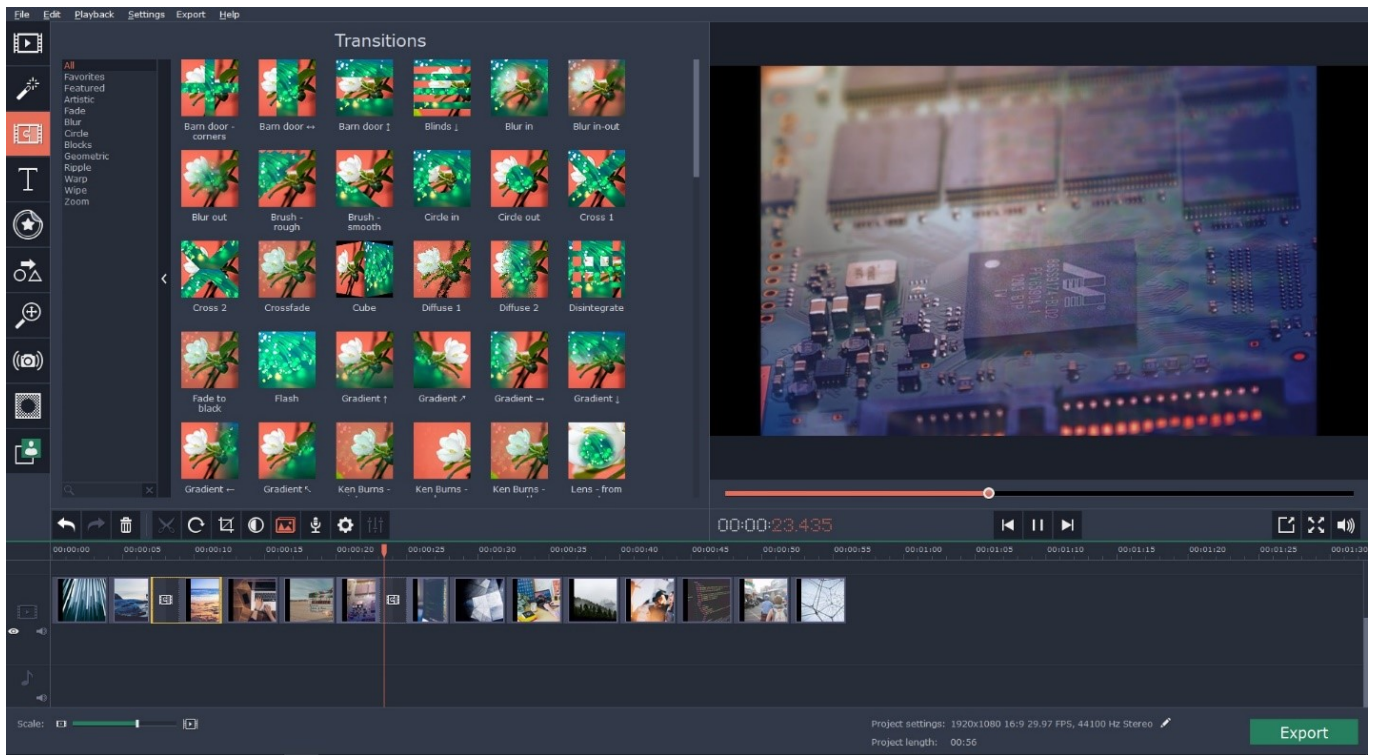 File Edit Playback Settings Export Help
Transitions
All
Favorites
Featured
Artistic
Fade
Blur
Circle
Blocks
Geometric
Ripple
Warp
Wipe
Zoom
Barn door -
corners
Barn door ↔
Barn door ↕
Blinds ↓
Blur in
Blur in-out
Blur out
Brush -
rough
Brush -
smooth
Circle in
Circle out
Cross 1
Cross 2
Crossfade
Cube
Diffuse 1
Diffuse 2
Disintegrate
Fade to
black
Flash
Gradient ↑
Gradient ↗
Gradient →
Gradient ↓
Gradient ←
Gradient ↖
Ken Burns -
Ken Burns -
Ken Burns -
Lens - from
00:00:23.435
00:00:00 00:00:05 00:00:10 00:00:15 00:00:20 00:00:25 00:00:30 00:00:35 00:00:40 00:00:45 00:00:50 00:00:55 00:01:00 00:01:05 00:01:10 00:01:15 00:01:20 00:01:25 00:01:30
Scale:
Project settings: 1920x1080 16:9 29.97 FPS, 44100 Hz Stereo
Project length: 00:56
Export